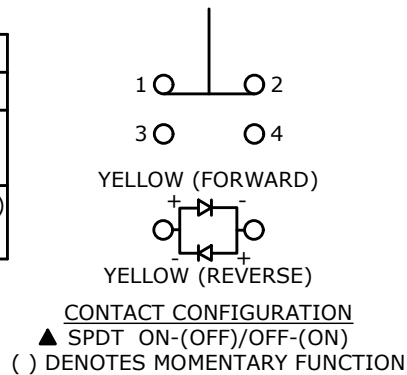 1 2
3 4
YELLOW (FORWARD)
+ -
- +
YELLOW (REVERSE)
CONTACT CONFIGURATION
▲ SPDT ON-(OFF)/OFF-(ON)
( ) DENOTES MOMENTARY FUNCTION
)